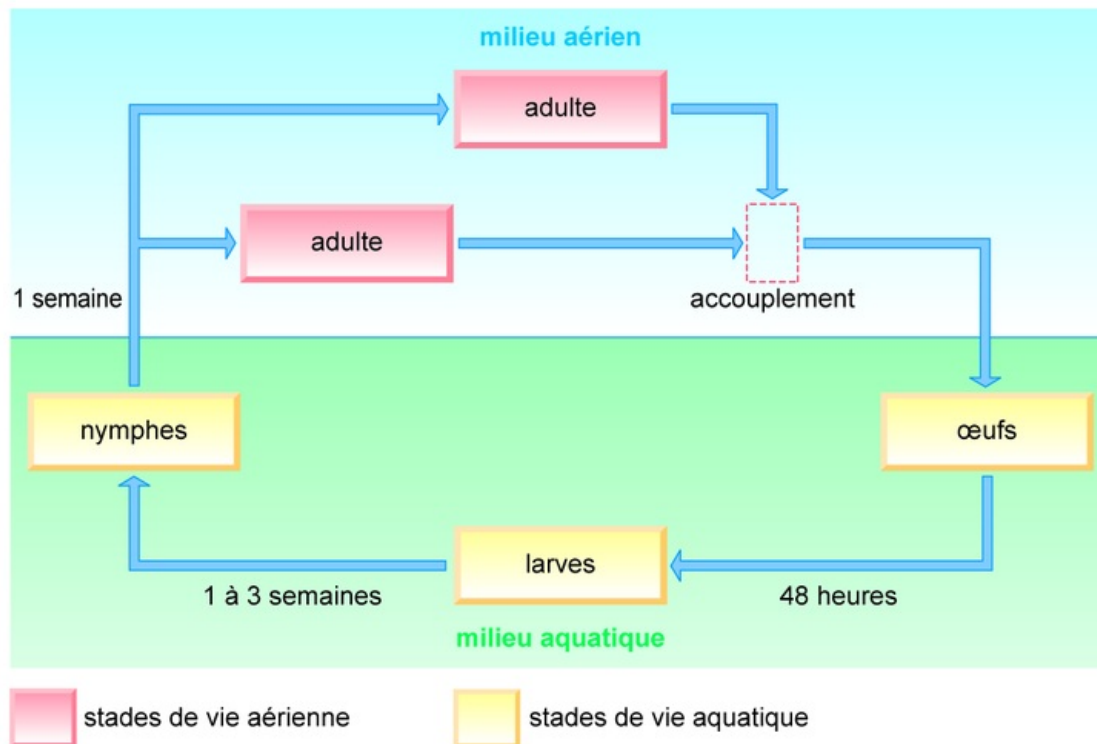 milieu aérien
adulte
adulte
1 semaine
accouplement
nymphes
œufs
larves
1 à 3 semaines
48 heures
milieu aquatique
stades de vie aérienne
stades de vie aquatique